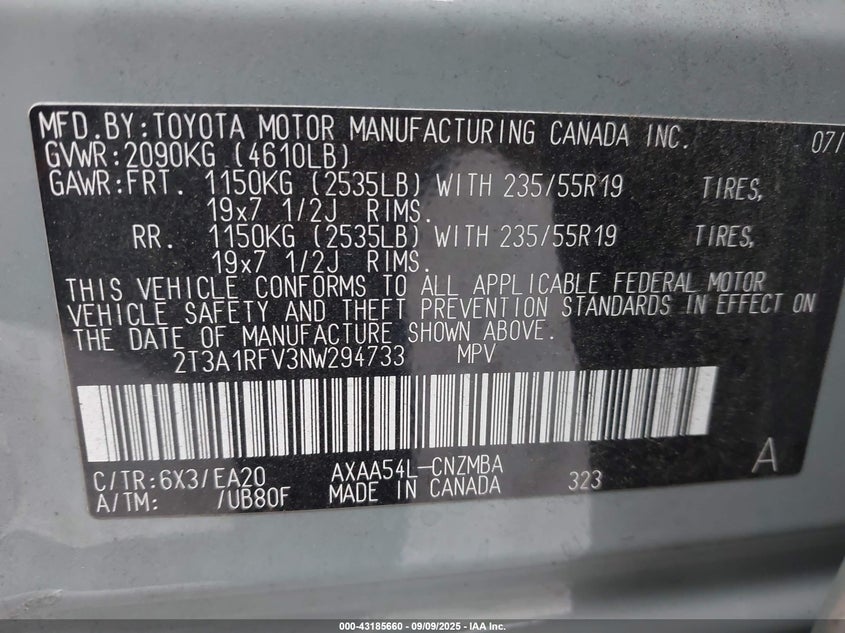 MFD.BY:TOYOTA MOTOR MANUFACTURING CANADA INC. 07/
GVWR:2090KG (4610LB)
GAWR:FRT. 1150KG (2535LB) WITH 235/55R19 TIRES,
19x7 1/2J RIMS.
RR. 1150KG (2535LB) WITH 235/55R19 TIRES,
19x7 1/2J RIMS.
THIS VEHICLE CONFORMS TO ALL APPLICABLE FEDERAL MOTOR
VEHICLE SAFETY AND THEFT PREVENTION STANDARDS IN EFFECT ON
THE DATE OF MANUFACTURE SHOWN ABOVE.
2T3A1RFV3NW294733 MPV
C/TR:6X3/EA20 AXAA54L-CNZMBA A
A/TM: /UB80F MADE IN CANADA 323
000-43185660 - 09/09/2025 - IAA Inc.